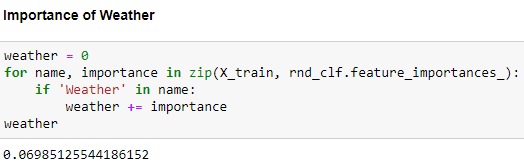 Importance of Weather
weather = 0
for name, importance in zip(X_train, rnd_clf.feature_importances_):
    if 'Weather' in name:
        weather += importance
weather
0.06985125544186152